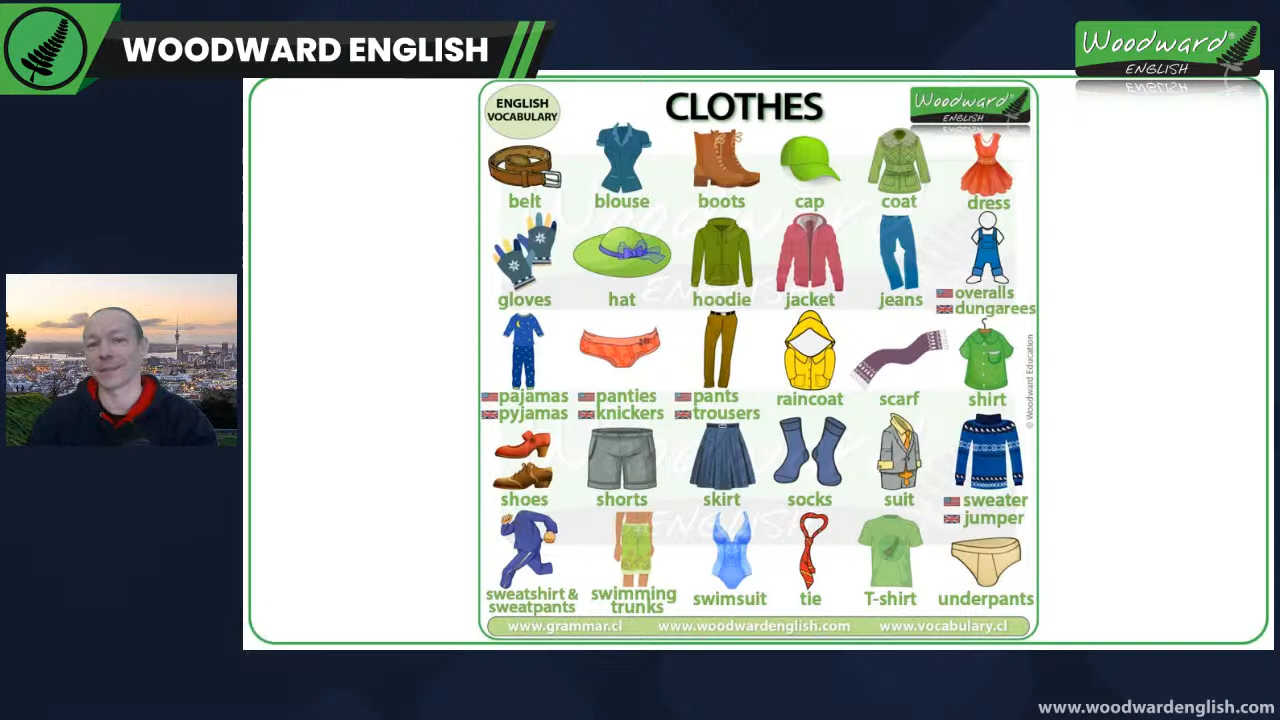 WOODWARD ENGLISH
Woodward®
ENGLISH
ENGLISH
VOCABULARY
CLOTHES
Woodward®
ENGLISH
belt blouse boots cap coat dress
gloves hat hoodie jacket jeans overalls
dungarees
pajamas panties pants raincoat scarf shirt
pyjamas knickers trousers
© Woodward Education
shoes shorts skirt socks suit sweater
jumper
sweatshirt & swimming swimsuit tie T-shirt underpants
sweatpants trunks
www.grammar.cl www.woodwardenglish.com www.vocabulary.cl
www.woodwardenglish.com